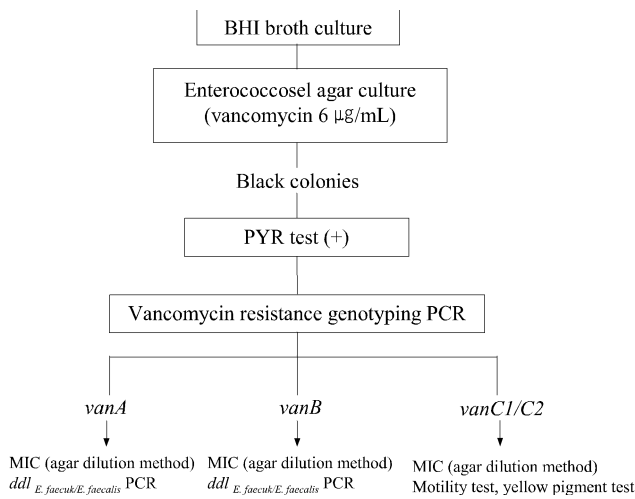 BHI broth culture
Enterococcosel agar culture
(vancomycin 6 μg/mL)
Black colonies
PYR test (+)
Vancomycin resistance genotyping PCR
vanA
vanB
vanC1/C2
MIC (agar dilution method)
ddl E. faecuk/E. faecalis PCR
MIC (agar dilution method)
ddl E. faecuk/E. faecalis PCR
MIC (agar dilution method)
Motility test, yellow pigment test